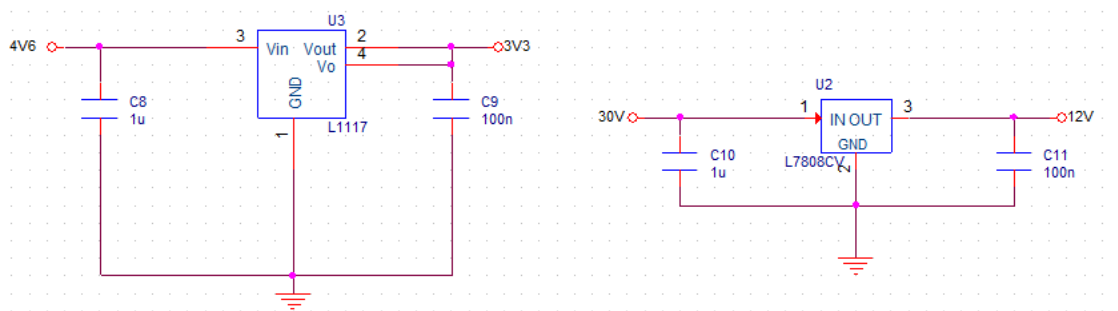 U3
4V6
3
Vin
Vout
2
3V3
Vo
4
GND
1
L1117
C8
1u
C9
100n
U2
30V
1
IN OUT
3
12V
GND
L7808CV
2
C10
1u
C11
100n